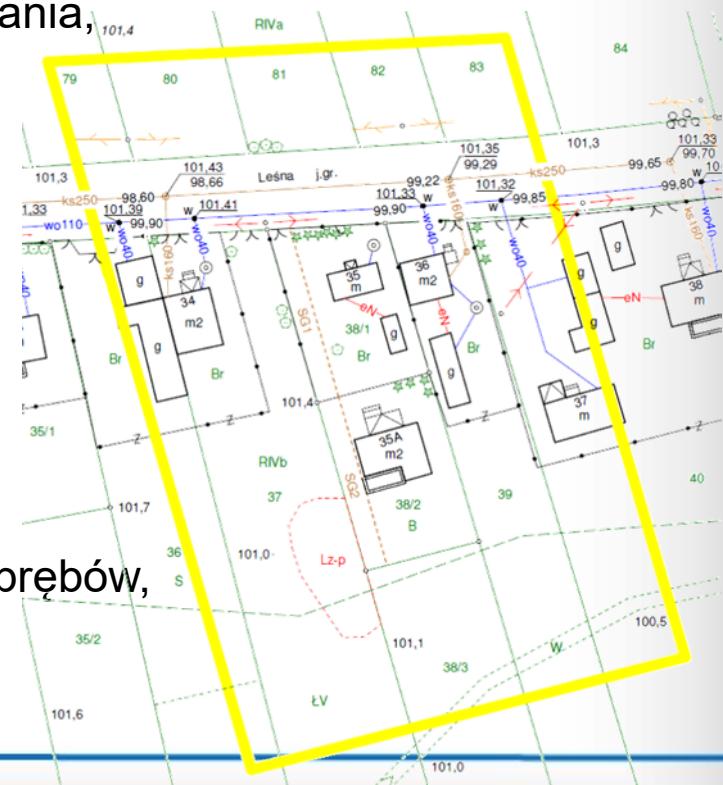 ania,
101,4
RIVa
79
80
81
82
83
84
101,3
101,43
98,66
Leśna j.gr.
101,35
99,29
101,3
101,33
99,70
ks250
98,60
99,22
ks250
99,65
1,33
101,39
w
101,41
101,33
w
101,32
w
99,80
w
10
wo110
w
99,90
99,90
99,85
wo40
wo40
ks160
wo40
ks160
wo40
ks160
g
34
m2
35
m
36
m2
g
g
38
m
eN
eN
eN
SG1
38/1
g
g
g
g
Br
Br
Br
Br
Br
37
m
101,4
z
z
z
z
35/1
35A
m2
RIVb
37
SG2
38/2
B
39
40
101,7
36
S
101,0
Lz-p
brębów,
35/2
101,1
38/3
W
100,5
101,6
ŁV
101,0